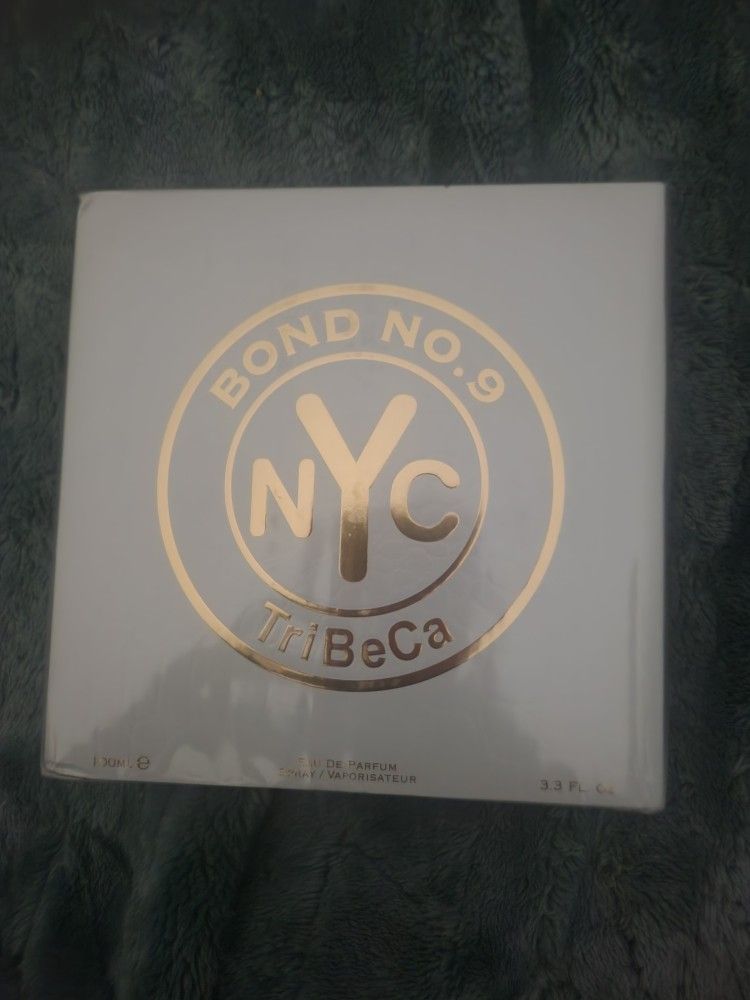 BOND NO.9
NYC
TriBeCa
100ML ℮
EAU DE PARFUM
SPRAY / VAPORISATEUR
3.3 FL. OZ